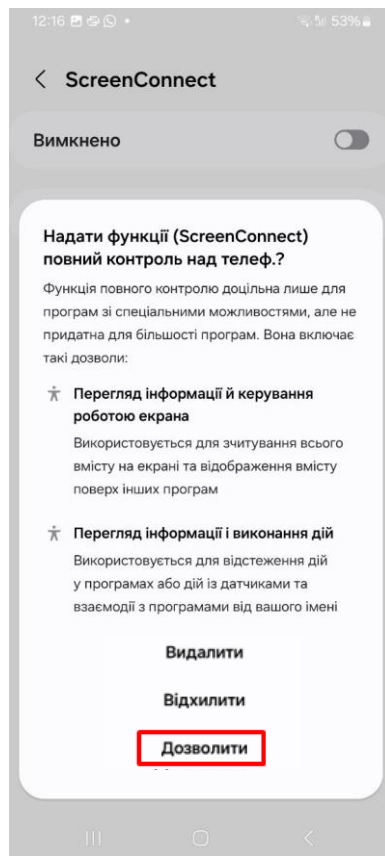 12:16
53%
ScreenConnect
Вимкнено
Надати функції (ScreenConnect)
повний контроль над телеф.?
Функція повного контролю доцільна лише для
програм зі спеціальними можливостями, але не
придатна для більшості програм. Вона включає
такі дозволи:
Перегляд інформації й керування
роботою екрана
Використовується для зчитування всього
вмісту на екрані та відображення вмісту
поверх інших програм
Перегляд інформації і виконання дій
Використовується для відстеження дій
у програмах або дій із датчиками та
взаємодії з програмами від вашого імені
Видалити
Відхилити
Дозволити